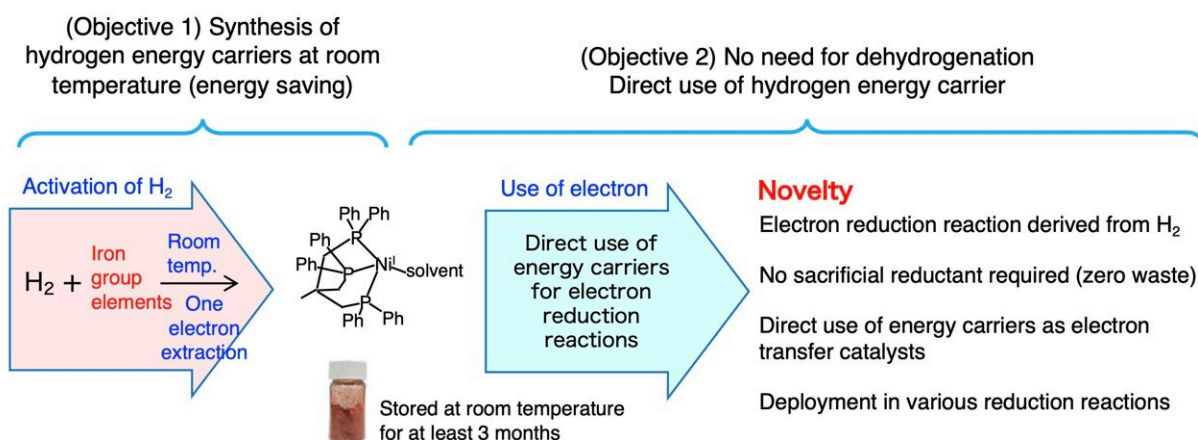 (Objective 1) Synthesis of
hydrogen energy carriers at room
temperature (energy saving)
(Objective 2) No need for dehydrogenation
Direct use of hydrogen energy carrier
Activation of H₂
H₂ +
Iron
group
elements
Room
temp.
One
electron
extraction
Ph
Ph
Ph
P
Ph
P
Niᴵ
solvent
P
Ph
Ph
Stored at room temperature
for at least 3 months
Use of electron
Direct use of
energy carriers
for electron
reduction
reactions
Novelty
Electron reduction reaction derived from H₂
No sacrificial reductant required (zero waste)
Direct use of energy carriers as electron
transfer catalysts
Deployment in various reduction reactions